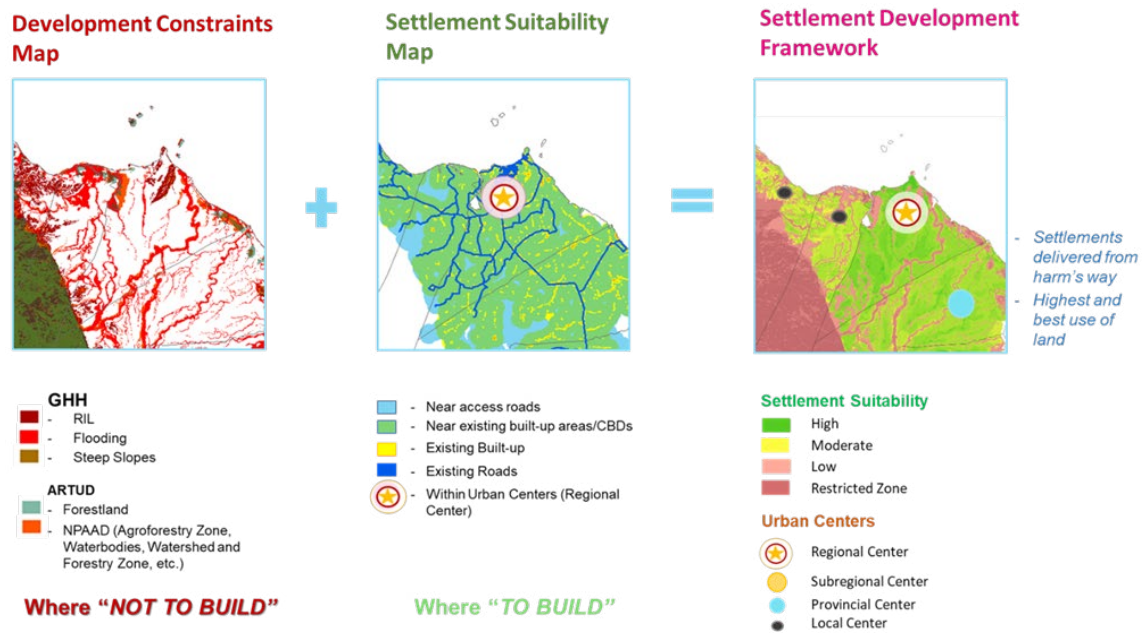 Development Constraints
Map
Settlement Suitability
Map
Settlement Development
Framework
- Settlements
delivered from
harm's way
- Highest and
best use of
land
GHH
- RIL
- Flooding
- Steep Slopes
ARTUD
- Forestland
- NPAAD (Agroforestry Zone,
Waterbodies, Watershed and
Forestry Zone, etc.)
Where "NOT TO BUILD"
- Near access roads
- Near existing built-up areas/CBDs
- Existing Built-up
- Existing Roads
- Within Urban Centers (Regional
Center)
Where "TO BUILD"
Settlement Suitability
High
Moderate
Low
Restricted Zone
Urban Centers
Regional Center
Subregional Center
Provincial Center
Local Center